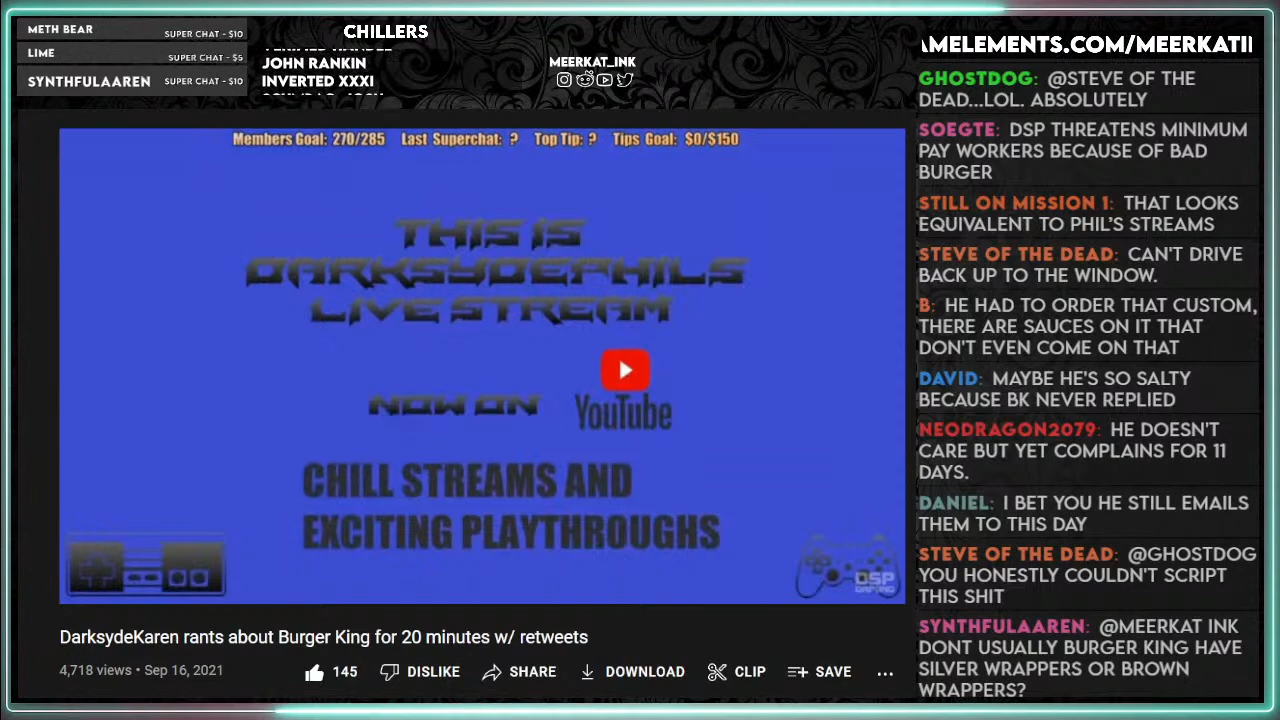 METH BEAR
SUPER CHAT - $10
LIME
SUPER CHAT - $5
SYNTHFULAAREN
SUPER CHAT - $10
CHILLERS
JOHN RANKIN
INVERTED XXXI
MEERKAT_INK
AMELEMENTS.COM/MEERKATII
Members Goal: 270/285 Last Superchat: ? Top Tip: ? Tips Goal: $0/$150
THIS IS
DARKSYDEPHILS
LIVE STREAM
NOW ON
YouTube
CHILL STREAMS AND
EXCITING PLAYTHROUGHS
DSP
GAMING
DarksydeKaren rants about Burger King for 20 minutes w/ retweets
4,718 views • Sep 16, 2021
145 DISLIKE SHARE DOWNLOAD CLIP SAVE ...
GHOSTDOG: @STEVE OF THE
DEAD...LOL. ABSOLUTELY
SOEGTE: DSP THREATENS MINIMUM
PAY WORKERS BECAUSE OF BAD
BURGER
STILL ON MISSION 1: THAT LOOKS
EQUIVALENT TO PHIL'S STREAMS
STEVE OF THE DEAD: CAN'T DRIVE
BACK UP TO THE WINDOW.
B: HE HAD TO ORDER THAT CUSTOM,
THERE ARE SAUCES ON IT THAT
DON'T EVEN COME ON THAT
DAVID: MAYBE HE'S SO SALTY
BECAUSE BK NEVER REPLIED
NEODRAGON2079: HE DOESN'T
CARE BUT YET COMPLAINS FOR 11
DAYS.
DANIEL: I BET YOU HE STILL EMAILS
THEM TO THIS DAY
STEVE OF THE DEAD: @GHOSTDOG
YOU HONESTLY COULDN'T SCRIPT
THIS SHIT
SYNTHFULAAREN: @MEERKAT INK
DONT USUALLY BURGER KING HAVE
SILVER WRAPPERS OR BROWN
WRAPPERS?